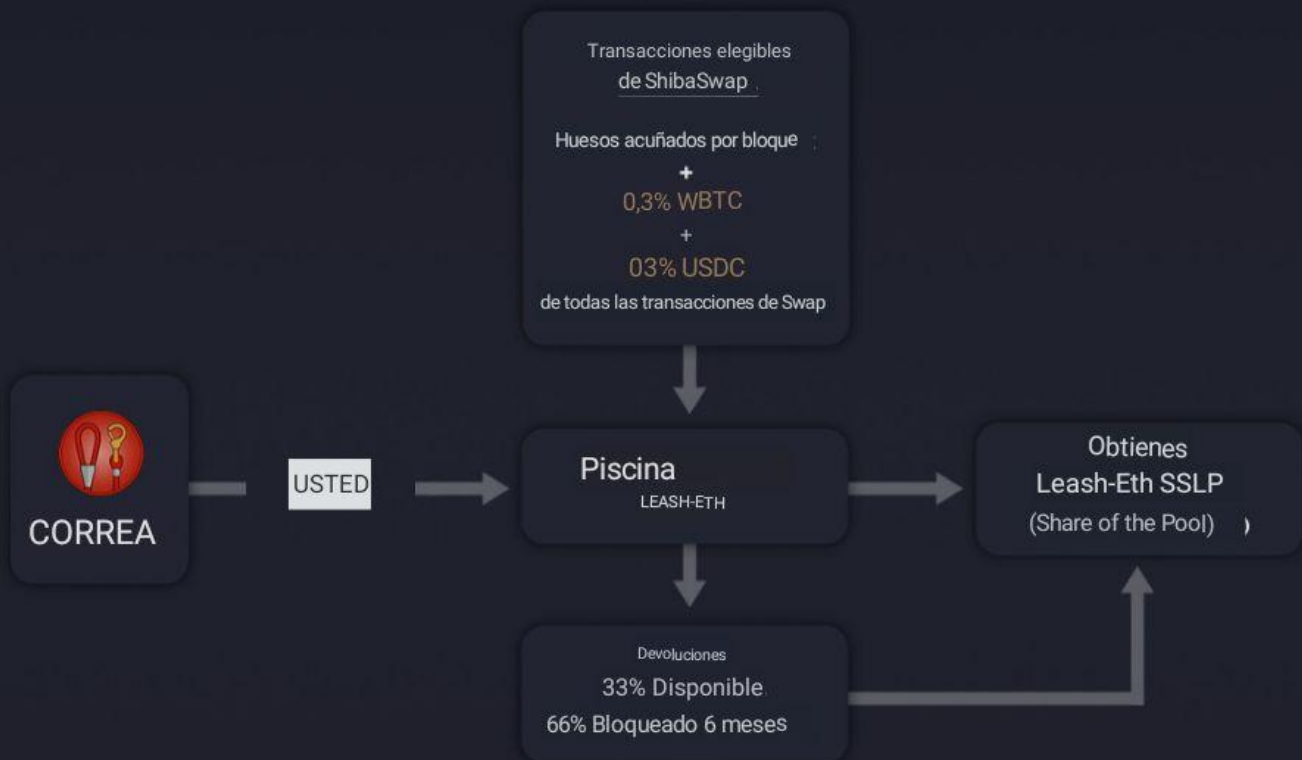 Transacciones elegibles
de ShibaSwap
Huesos acuñados por bloque
+
0,3% WBTC
+
03% USDC
de todas las transacciones de Swap
CORREA
USTED
Piscina
LEASH-ETH
Obtienes
Leash-Eth SSLP
(Share of the Pool) )
Devoluciones
33% Disponible
66% Bloqueado 6 meses